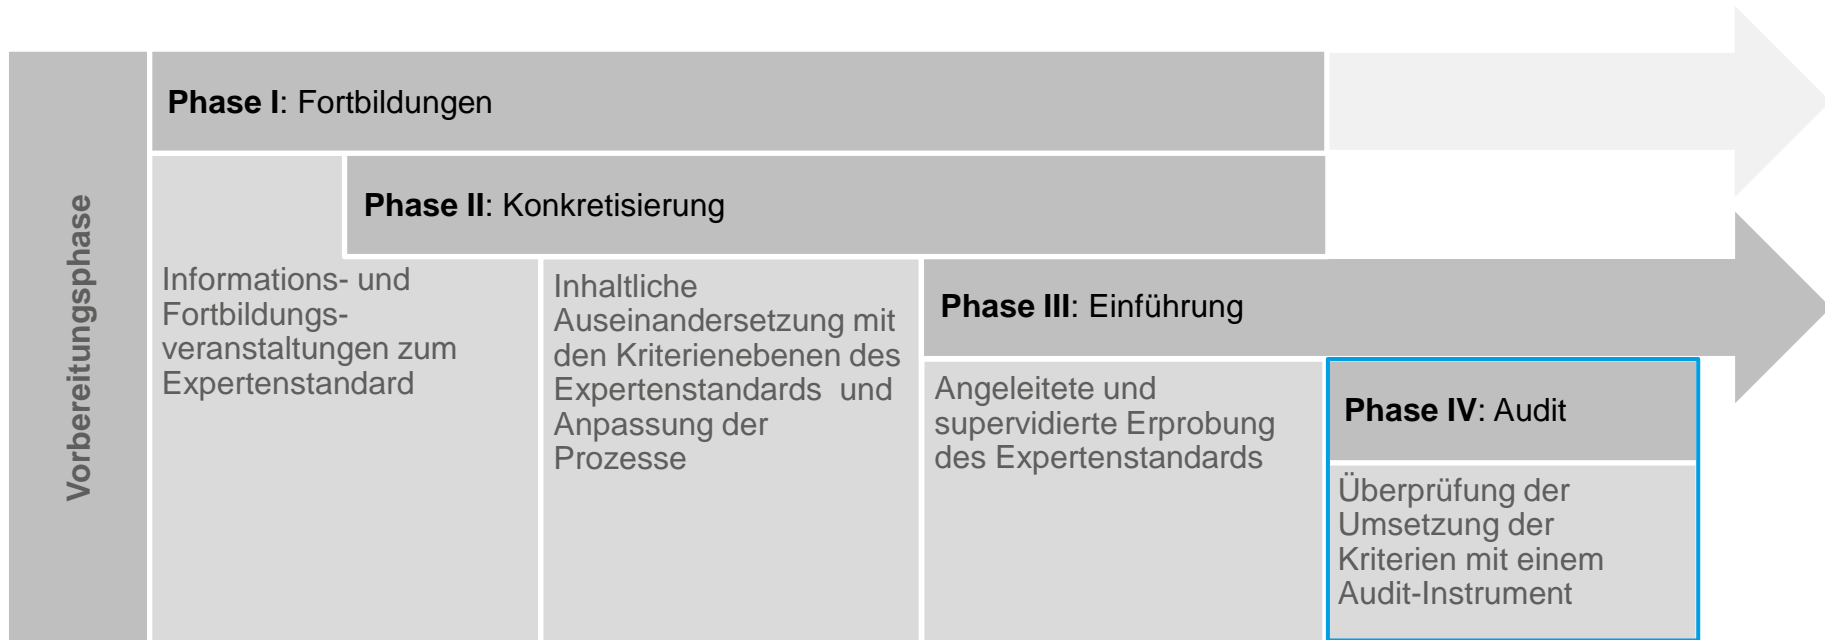 Vorbereitungsphase
Phase I: Fortbildungen
Phase II: Konkretisierung
Informations- und
Fortbildungs-
veranstaltungen zum
Expertenstandard
Inhaltliche
Auseinandersetzung mit
den Kriterienebenen des
Expertenstandards und
Anpassung der
Prozesse
Phase III: Einführung
Angeleitete und
supervidierte Erprobung
des Expertenstandards
Phase IV: Audit
Überprüfung der
Umsetzung der
Kriterien mit einem
Audit-Instrument